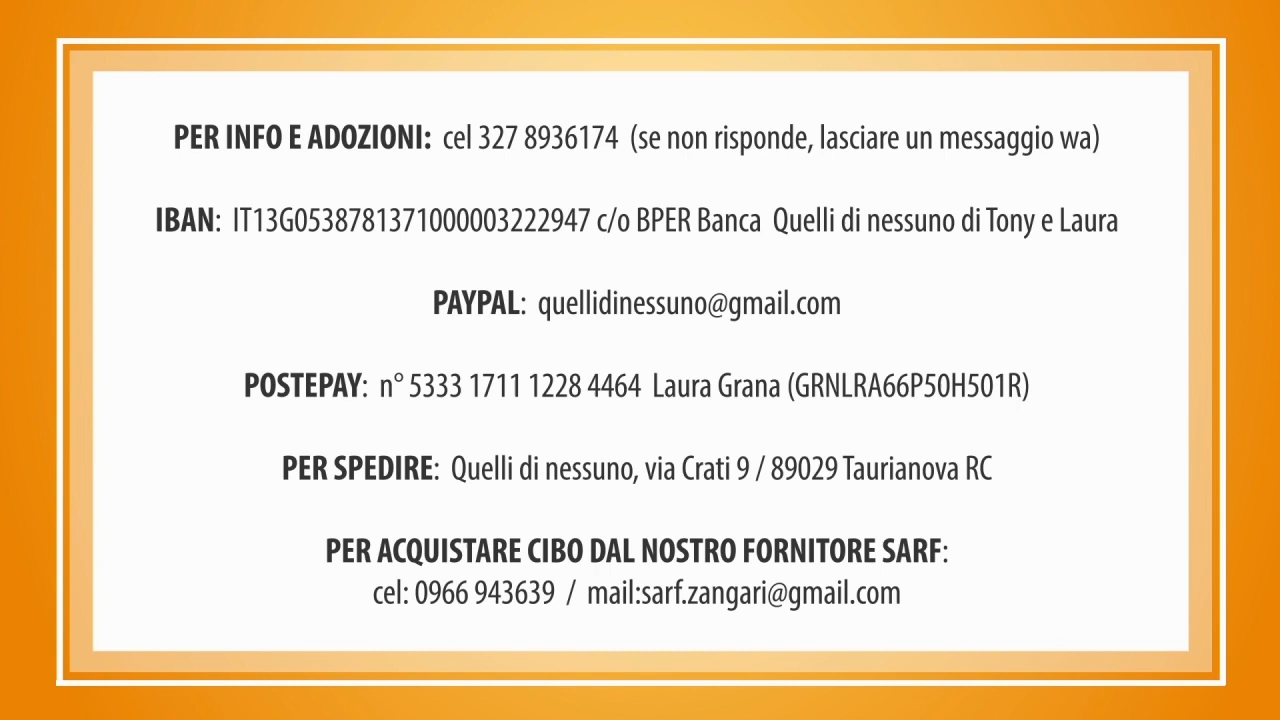 PER INFO E ADOZIONI: cel 327 8936174 (se non risponde, lasciare un messaggio wa)
IBAN: IT13G0538781371000003222947 c/o BPER Banca Quelli di nessuno di Tony e Laura
PAYPAL: quellidinessuno@gmail.com
POSTEPAY: n° 5333 1711 1228 4464 Laura Grana (GRNLRA66P50H501R)
PER SPEDIRE: Quelli di nessuno, via Crati 9 / 89029 Taurianova RC
PER ACQUISTARE CIBO DAL NOSTRO FORNITORE SARF:
cel: 0966 943639 / mail:sarf.zangari@gmail.com